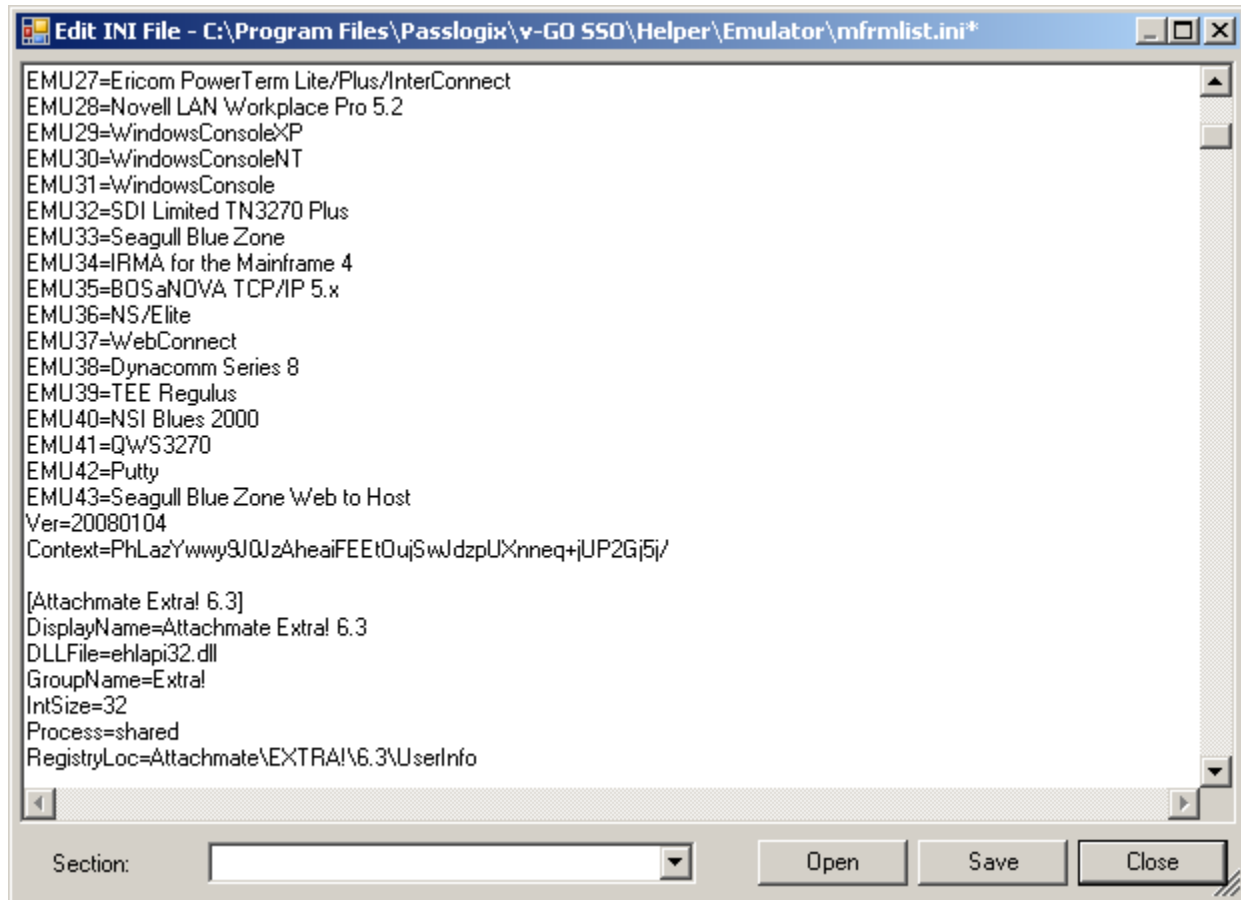 Edit INI File - C:\Program Files\Passlogix\v-GO SSO\Helper\Emulator\mfrmlist.ini*
EMU27=Ericom PowerTerm Lite/Plus/InterConnect
EMU28=Novell LAN Workplace Pro 5.2
EMU29=WindowsConsoleXP
EMU30=WindowsConsoleNT
EMU31=WindowsConsole
EMU32=SDI Limited TN3270 Plus
EMU33=Seagull Blue Zone
EMU34=IRMA for the Mainframe 4
EMU35=BOSaNOVA TCP/IP 5.x
EMU36=NS/Elite
EMU37=WebConnect
EMU38=Dynacomm Series 8
EMU39=TEE Regulus
EMU40=NSI Blues 2000
EMU41=QWS3270
EMU42=Putty
EMU43=Seagull Blue Zone Web to Host
Ver=20080104
Context=PhLazYwwy9J0JzAheaiFEEtOujSwJdzpUXnneq+jUP2Gj5j/
[Attachmate Extra! 6.3]
DisplayName=Attachmate Extra! 6.3
DLLFile=ehlapi32.dll
GroupName=Extra!
IntSize=32
Process=shared
RegistryLoc=Attachmate\EXTRA!\6.3\UserInfo
Section:
Open
Save
Close